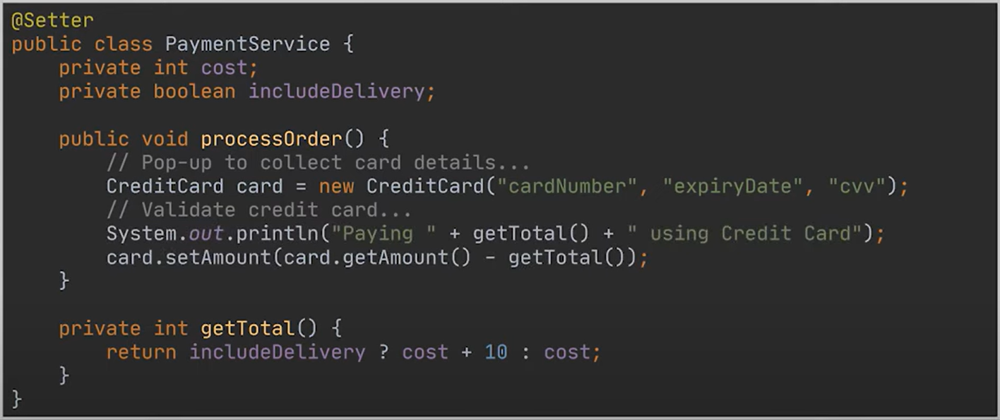 @Setter
public class PaymentService {
    private int cost;
    private boolean includeDelivery;

    public void processOrder() {
        // Pop-up to collect card details...
        CreditCard card = new CreditCard("cardNumber", "expiryDate", "cvv");
        // Validate credit card...
        System.out.println("Paying " + getTotal() + " using Credit Card");
        card.setAmount(card.getAmount() - getTotal());
    }

    private int getTotal() {
        return includeDelivery ? cost + 10 : cost;
    }
}